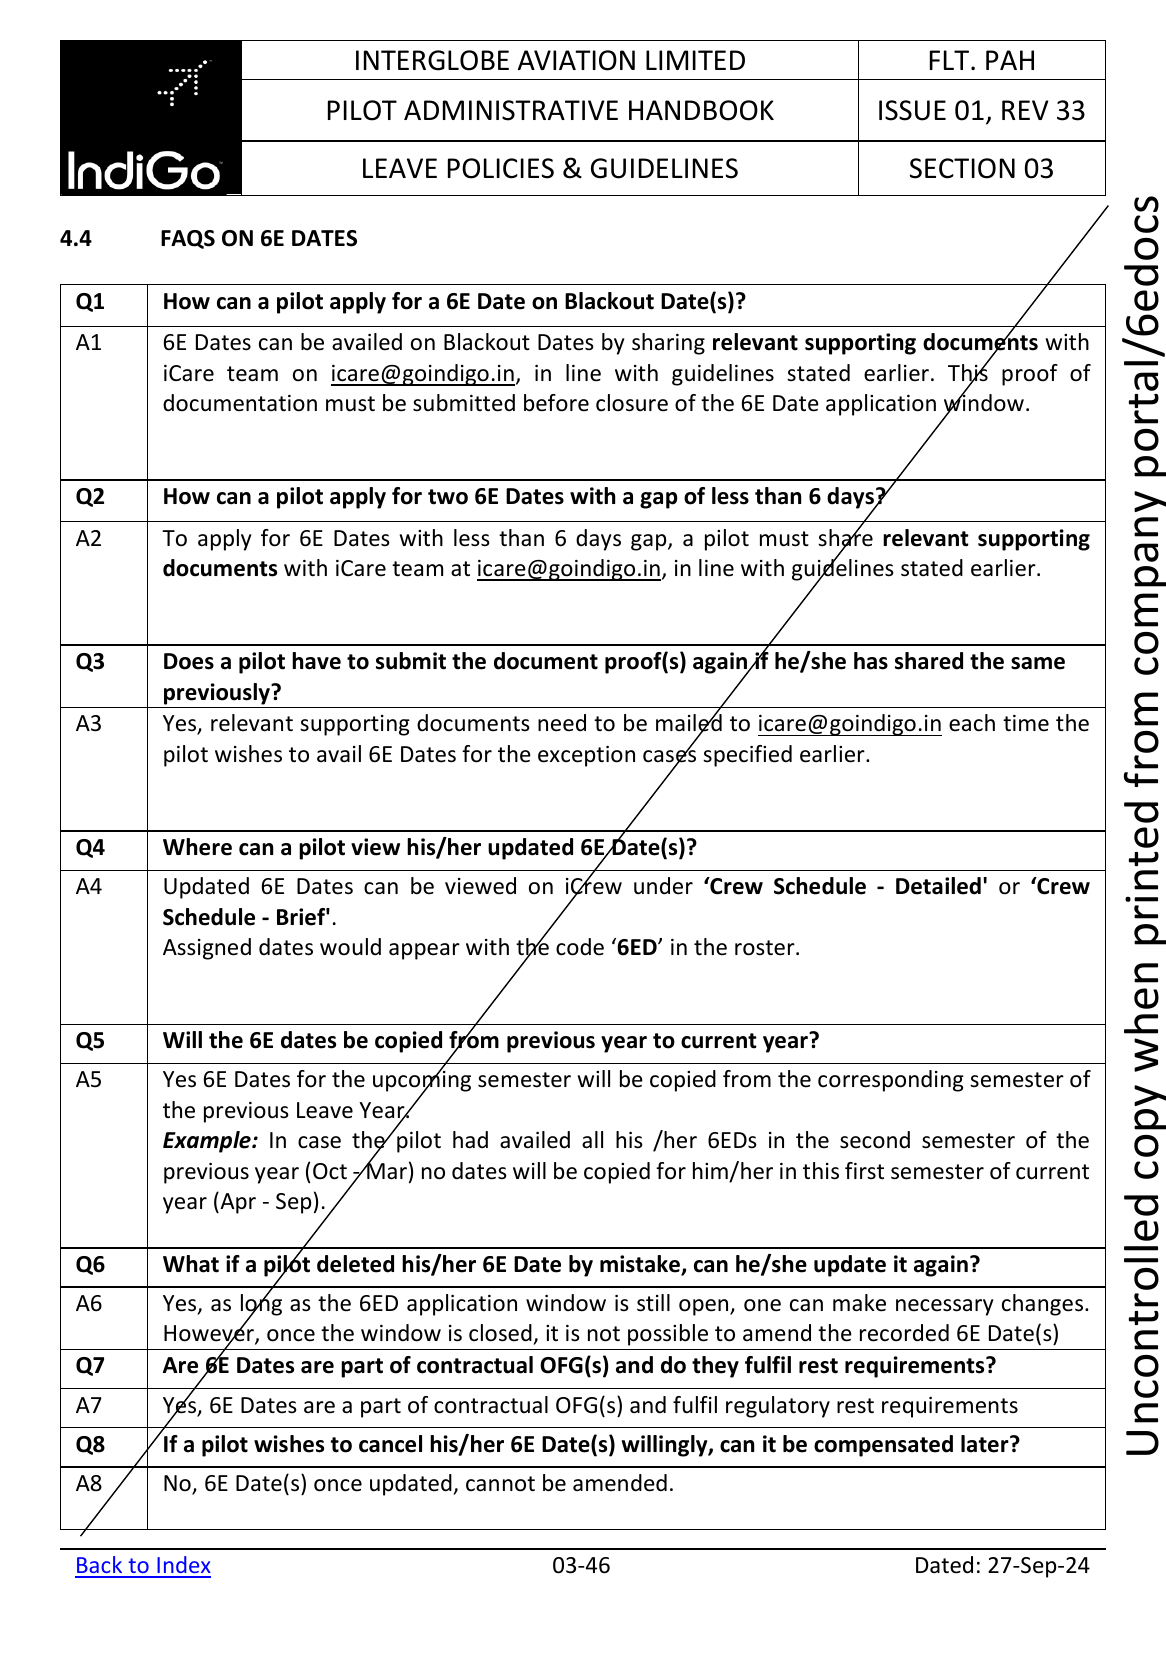 IndiGo
INTERGLOBE AVIATION LIMITED
FLT. PAH
PILOT ADMINISTRATIVE HANDBOOK
ISSUE 01, REV 33
LEAVE POLICIES & GUIDELINES
SECTION 03
4.4 FAQS ON 6E DATES
Q1 How can a pilot apply for a 6E Date on Blackout Date(s)?
A1 6E Dates can be availed on Blackout Dates by sharing relevant supporting documents with
iCare team on icare@goindigo.in, in line with guidelines stated earlier. This proof of
documentation must be submitted before closure of the 6E Date application window.
Q2 How can a pilot apply for two 6E Dates with a gap of less than 6 days?
A2 To apply for 6E Dates with less than 6 days gap, a pilot must share relevant supporting
documents with iCare team at icare@goindigo.in, in line with guidelines stated earlier.
Q3 Does a pilot have to submit the document proof(s) again if he/she has shared the same
previously?
A3 Yes, relevant supporting documents need to be mailed to icare@goindigo.in each time the
pilot wishes to avail 6E Dates for the exception cases specified earlier.
Q4 Where can a pilot view his/her updated 6E Date(s)?
A4 Updated 6E Dates can be viewed on iCrew under ‘Crew Schedule - Detailed' or ‘Crew
Schedule - Brief'.
Assigned dates would appear with the code ‘6ED’ in the roster.
Q5 Will the 6E dates be copied from previous year to current year?
A5 Yes 6E Dates for the upcoming semester will be copied from the corresponding semester of
the previous Leave Year.
Example: In case the pilot had availed all his /her 6EDs in the second semester of the
previous year (Oct - Mar) no dates will be copied for him/her in this first semester of current
year (Apr - Sep).
Q6 What if a pilot deleted his/her 6E Date by mistake, can he/she update it again?
A6 Yes, as long as the 6ED application window is still open, one can make necessary changes.
However, once the window is closed, it is not possible to amend the recorded 6E Date(s)
Q7 Are 6E Dates are part of contractual OFG(s) and do they fulfil rest requirements?
A7 Yes, 6E Dates are a part of contractual OFG(s) and fulfil regulatory rest requirements
Q8 If a pilot wishes to cancel his/her 6E Date(s) willingly, can it be compensated later?
A8 No, 6E Date(s) once updated, cannot be amended.
Back to Index 03-46 Dated: 27-Sep-24
Uncontrolled copy when printed from company portal/6edocs